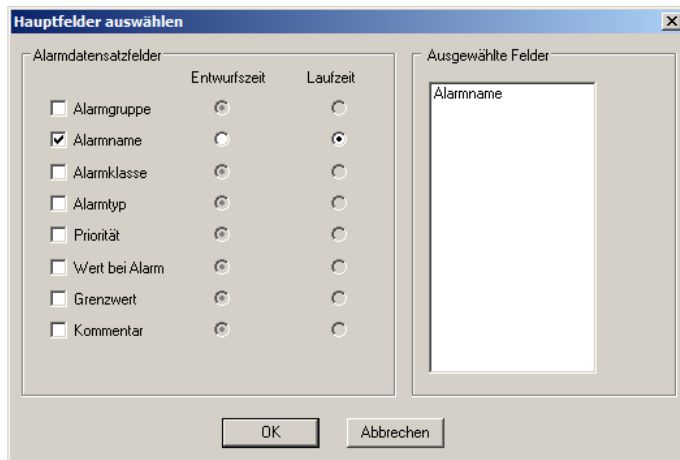 Hauptfelder auswählen
Alarmdatensatzfelder
Entwurfszeit Laufzeit
Alarmgruppe
Alarmname
Alarmklasse
Alarmtyp
Priorität
Wert bei Alarm
Grenzwert
Kommentar
Ausgewählte Felder
Alarmname
OK Abbrechen